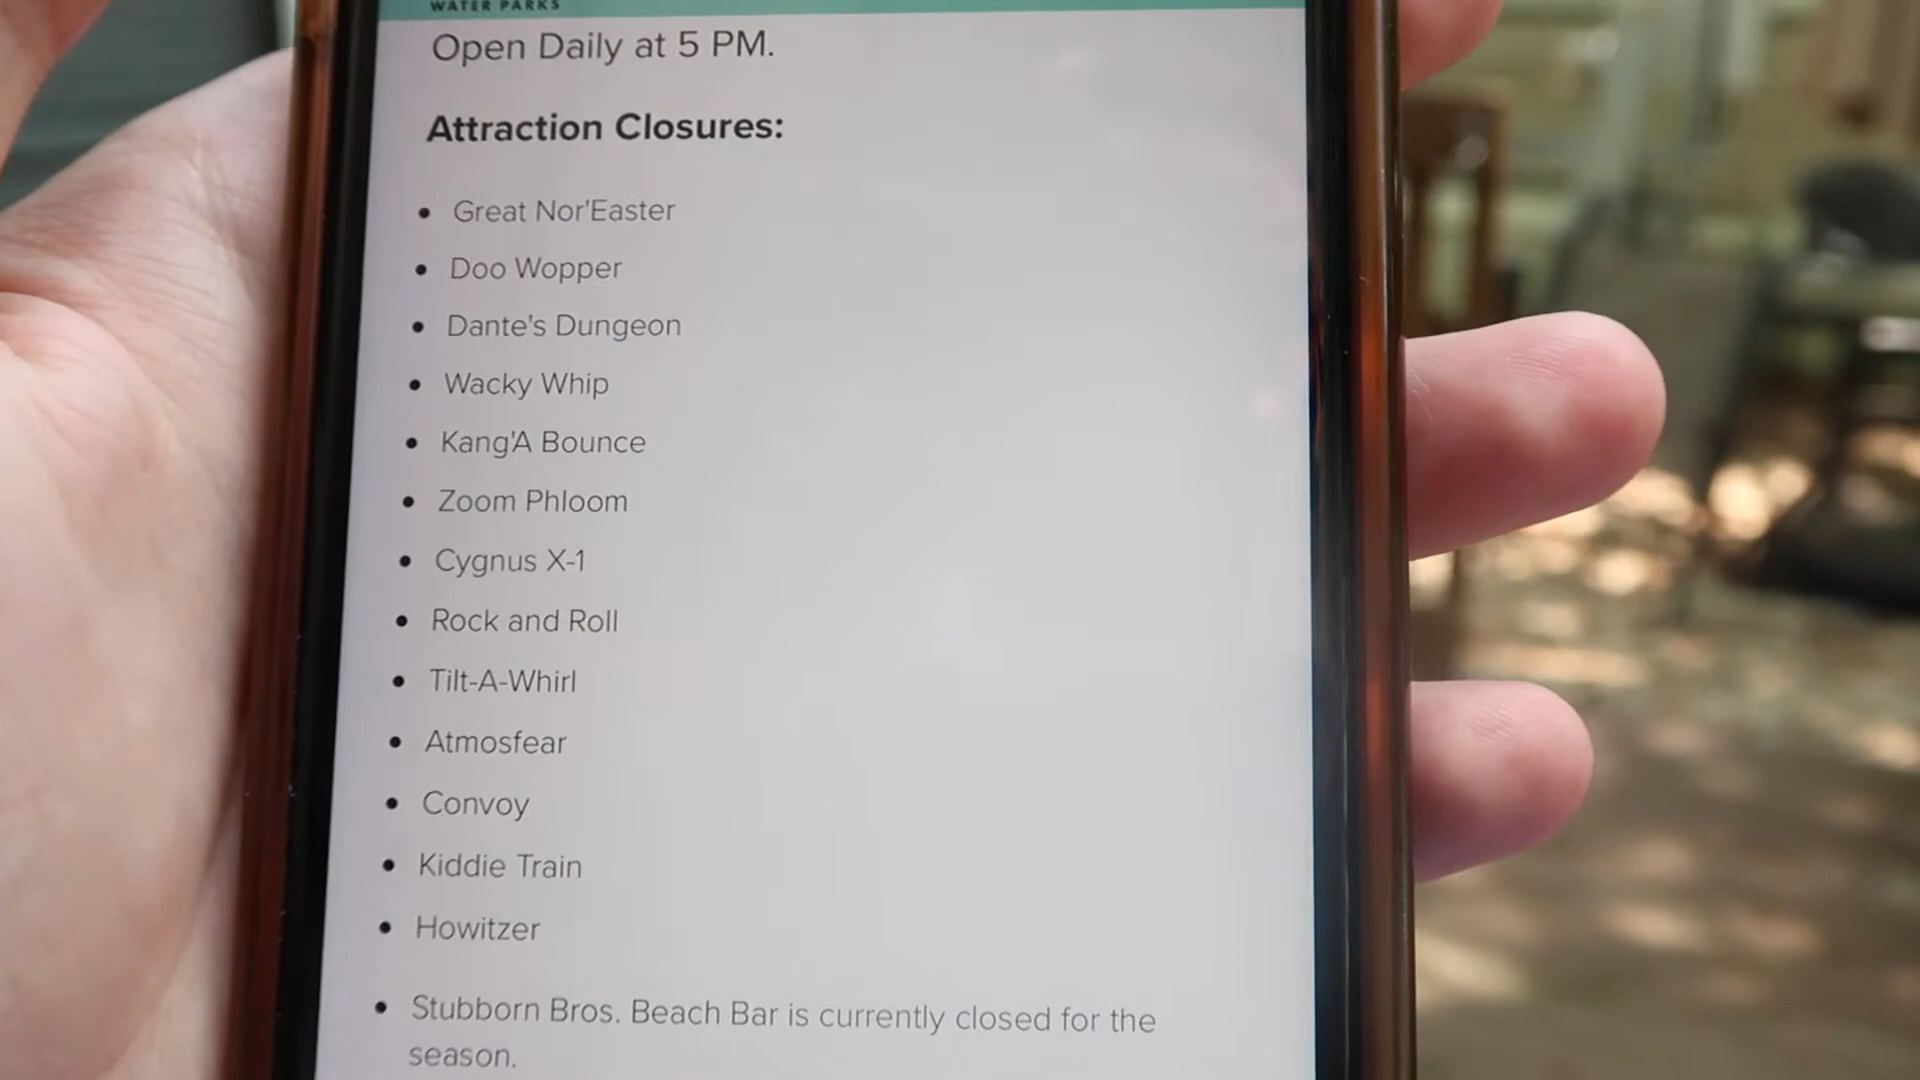 WATER PARKS
Open Daily at 5 PM.
Attraction Closures:
• Great Nor'Easter
• Doo Wopper
• Dante's Dungeon
• Wacky Whip
• Kang'A Bounce
• Zoom Phloom
• Cygnus X-1
• Rock and Roll
• Tilt-A-Whirl
• Atmosfear
• Convoy
• Kiddie Train
• Howitzer
• Stubborn Bros. Beach Bar is currently closed for the
season.